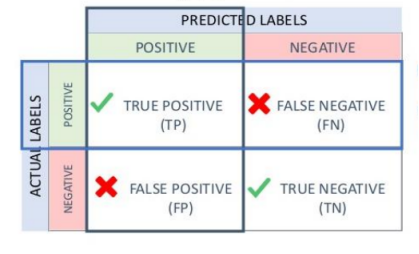 PREDICTED LABELS
POSITIVE NEGATIVE
ACTUAL LABELS
POSITIVE
TRUE POSITIVE
(TP)
FALSE NEGATIVE
(FN)
NEGATIVE
FALSE POSITIVE
(FP)
TRUE NEGATIVE
(TN)